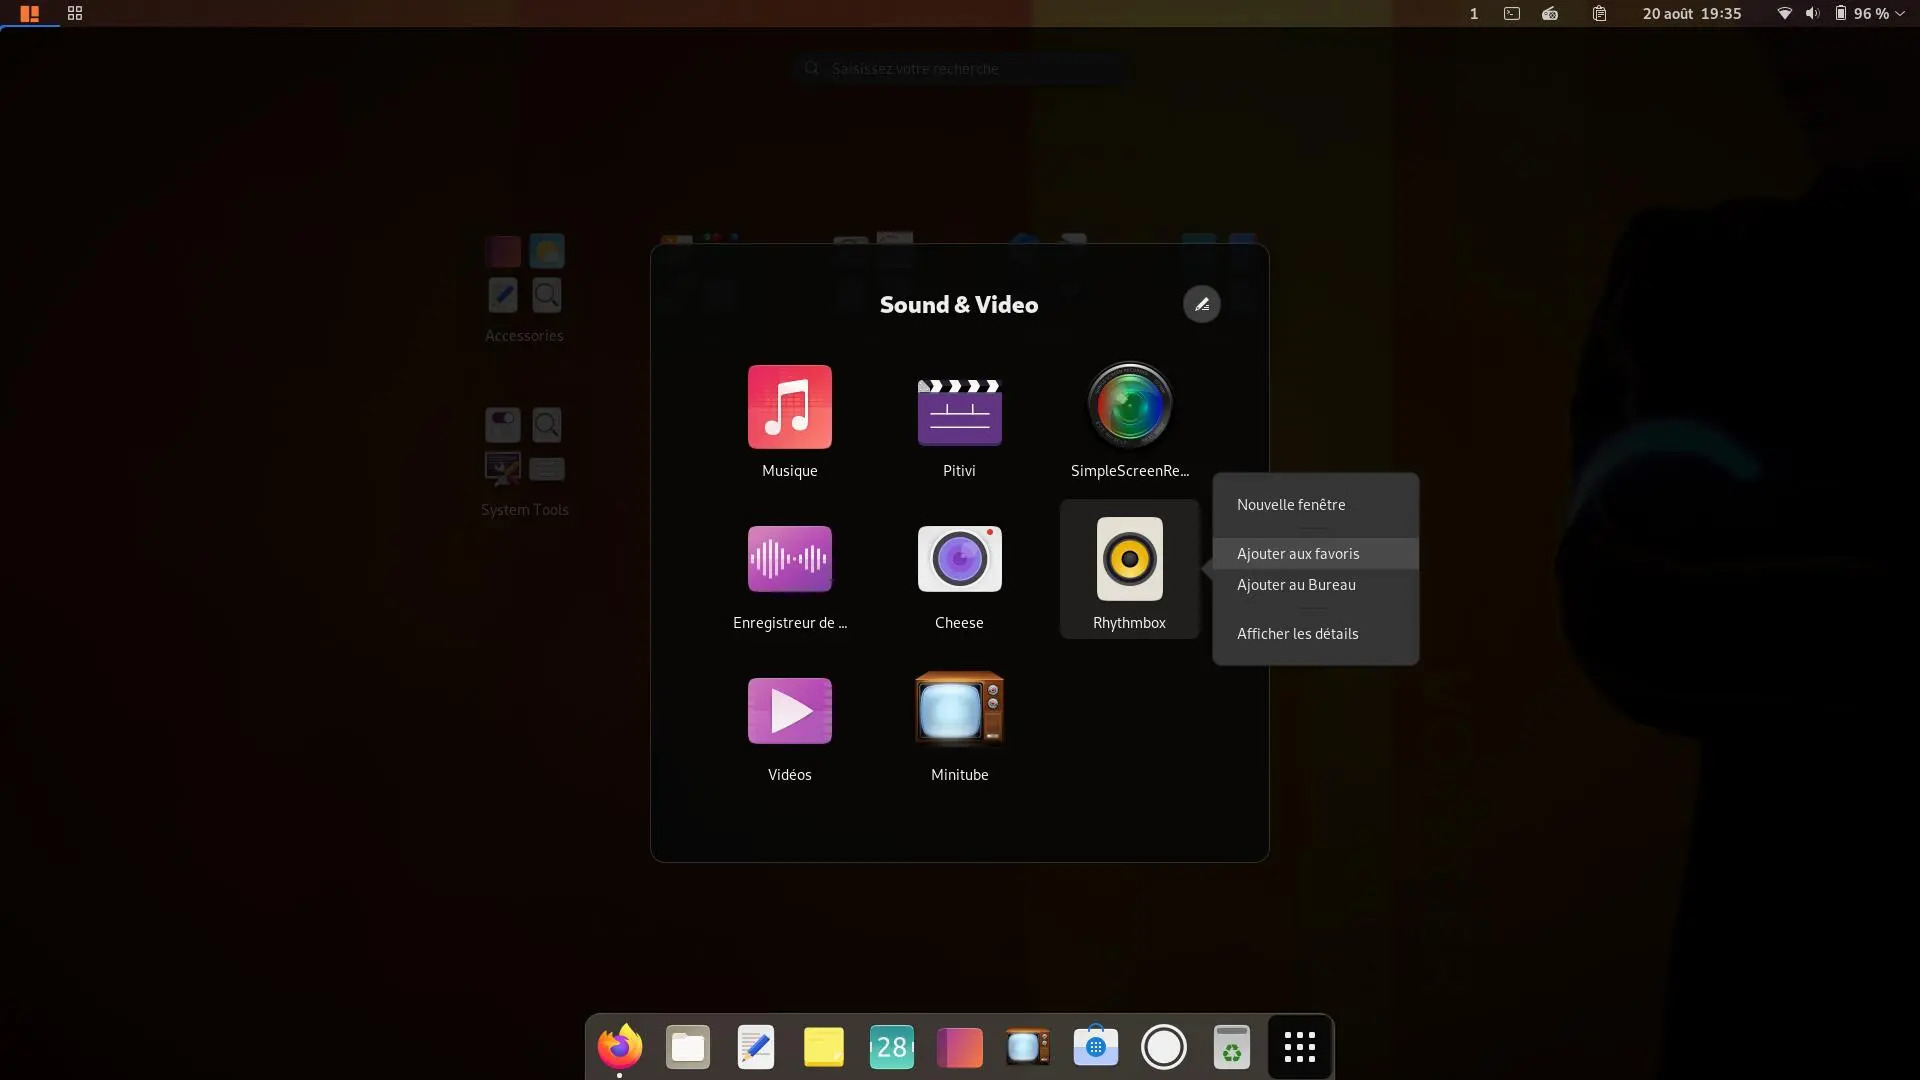 1
20 août 19:35
96 %
Saisissez votre recherche
Accessories
System Tools
Sound & Video
Musique
Pitivi
SimpleScreenRe...
Enregistreur de ...
Cheese
Rhythmbox
Vidéos
Minitube
Nouvelle fenêtre
Ajouter aux favoris
Ajouter au Bureau
Afficher les détails
28